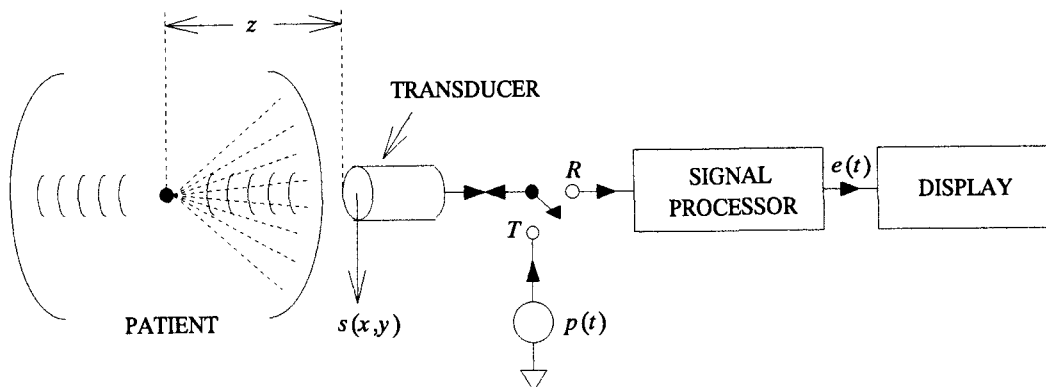 z
TRANSDUCER
R
SIGNAL
PROCESSOR
e(t)
DISPLAY
T
PATIENT
s(x,y)
p(t)